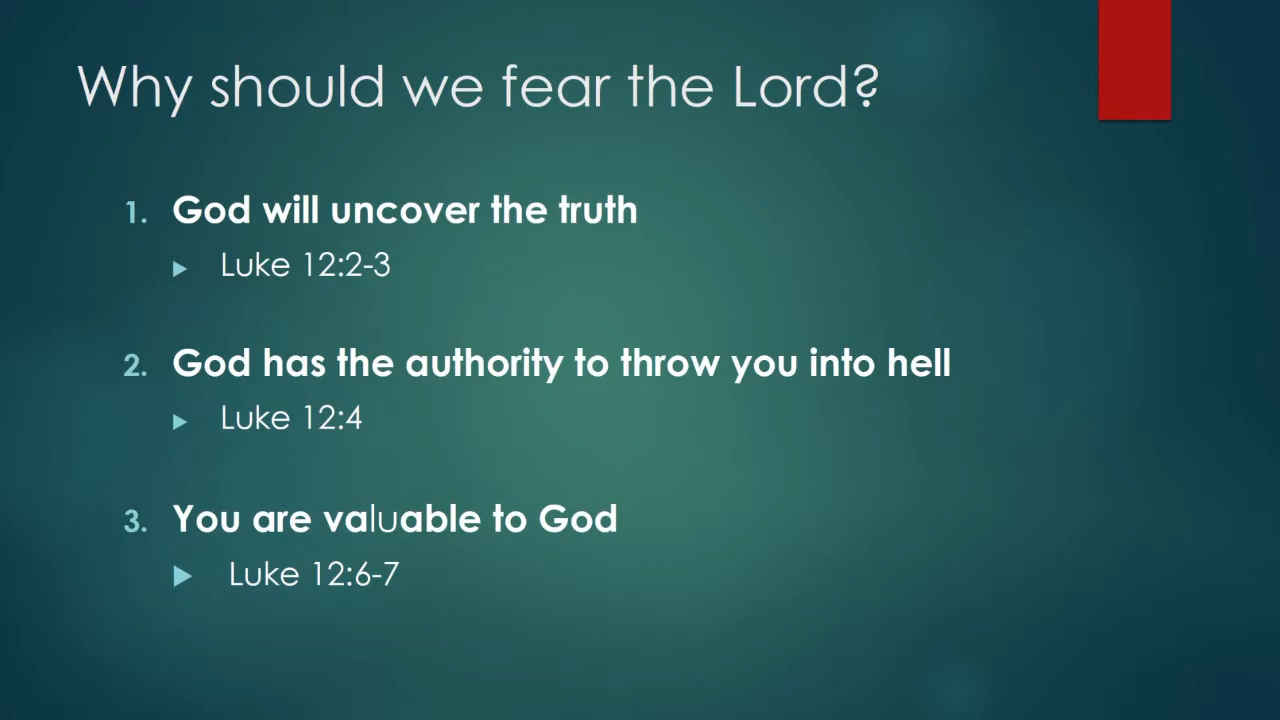 Why should we fear the Lord?
1. God will uncover the truth
▶ Luke 12:2-3
2. God has the authority to throw you into hell
▶ Luke 12:4
3. You are valuable to God
▶ Luke 12:6-7